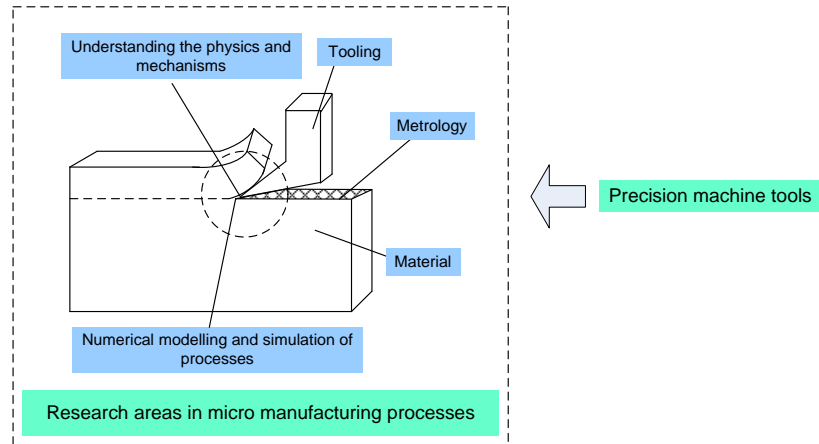 Understanding the physics and
mechanisms
Tooling
Metrology
Precision machine tools
Material
Numerical modelling and simulation of
processes
Research areas in micro manufacturing processes